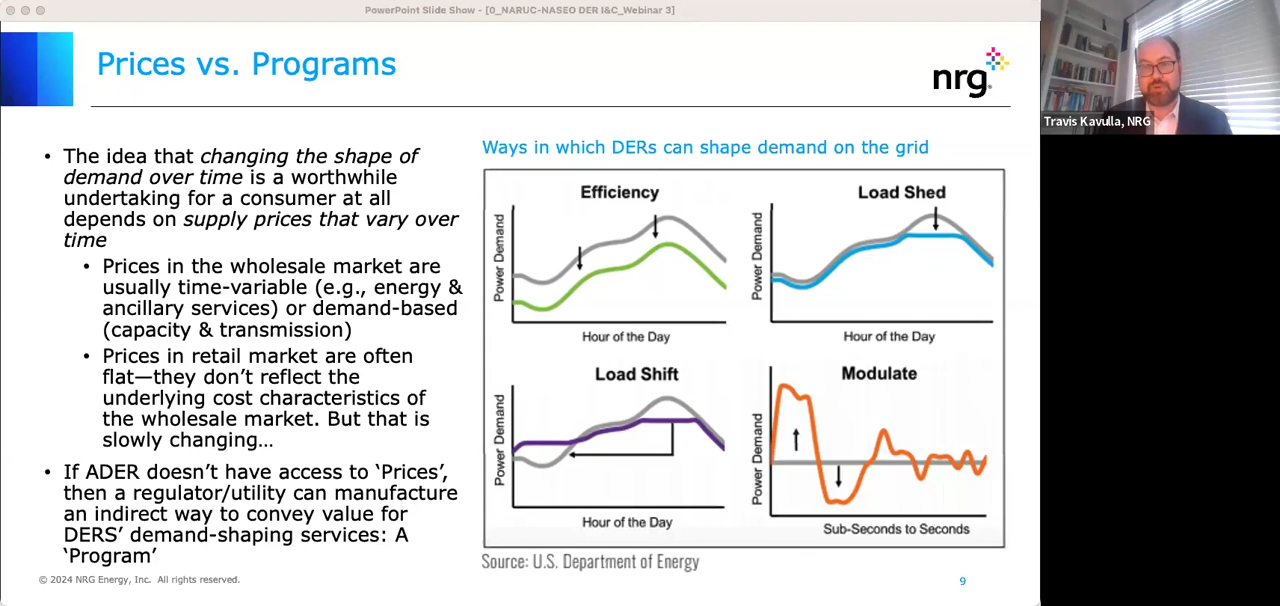 PowerPoint Slide Show - [0_NARUC-NASEO DER I&C_Webinar 3]
Prices vs. Programs
nrg
Travis Kavulla, NRG
• The idea that changing the shape of
demand over time is a worthwhile
undertaking for a consumer at all
depends on supply prices that vary over
time
• Prices in the wholesale market are
usually time-variable (e.g., energy &
ancillary services) or demand-based
(capacity & transmission)
• Prices in retail market are often
flat—they don’t reflect the
underlying cost characteristics of
the wholesale market. But that is
slowly changing…
• If ADER doesn’t have access to ‘Prices’,
then a regulator/utility can manufacture
an indirect way to convey value for
DERS’ demand-shaping services: A
‘Program’
Ways in which DERs can shape demand on the grid
Efficiency
Power Demand
Hour of the Day
Load Shed
Power Demand
Hour of the Day
Load Shift
Power Demand
Hour of the Day
Modulate
Power Demand
Sub-Seconds to Seconds
Source: U.S. Department of Energy
© 2024 NRG Energy, Inc. All rights reserved.
9